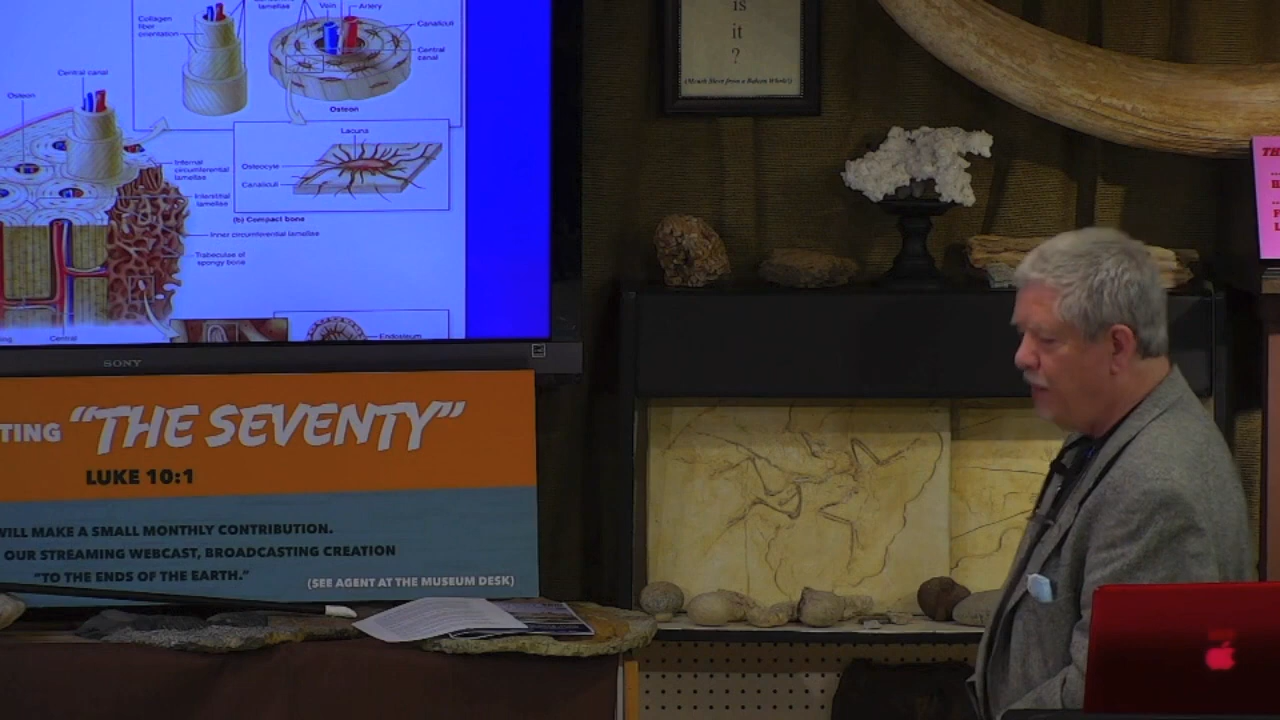 Collagen
fiber
orientation
lamellae
Vein
Artery
Canaliculi
Central
canal
Osteon
Central canal
Osteon
Lacuna
Osteocyte
Canaliculi
Internal
circumferential
lamellae
Interstitial
lamellae
(b) Compact bone
Inner circumferential lamellae
Trabeculae of
spongy bone
Central
Endosteum
SONY
TING "THE SEVENTY"
LUKE 10:1
WILL MAKE A SMALL MONTHLY CONTRIBUTION.
OUR STREAMING WEBCAST, BROADCASTING CREATION
"TO THE ENDS OF THE EARTH."
(SEE AGENT AT THE MUSEUM DESK)
is
it
?